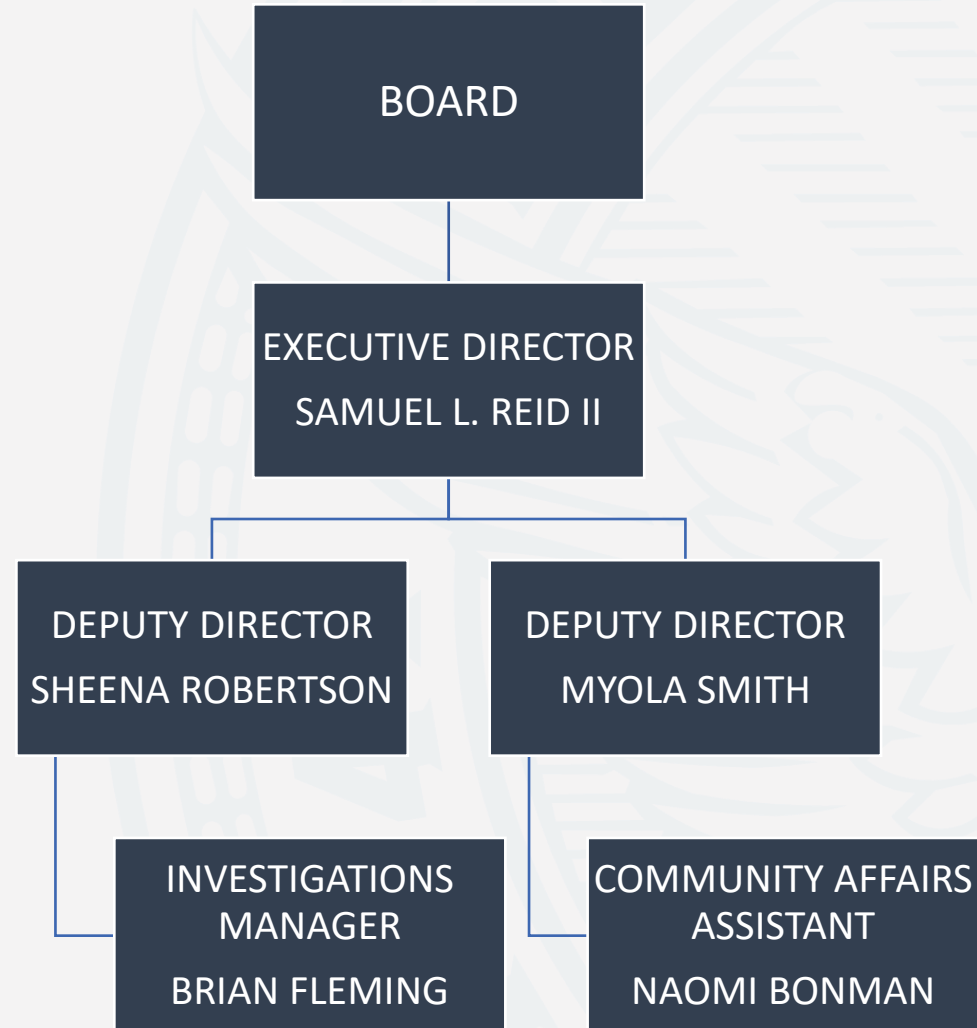 BOARD
EXECUTIVE DIRECTOR
SAMUEL L. REID II
DEPUTY DIRECTOR
SHEENA ROBERTSON
DEPUTY DIRECTOR
MYOLA SMITH
INVESTIGATIONS
MANAGER
BRIAN FLEMING
COMMUNITY AFFAIRS
ASSISTANT
NAOMI BONMAN